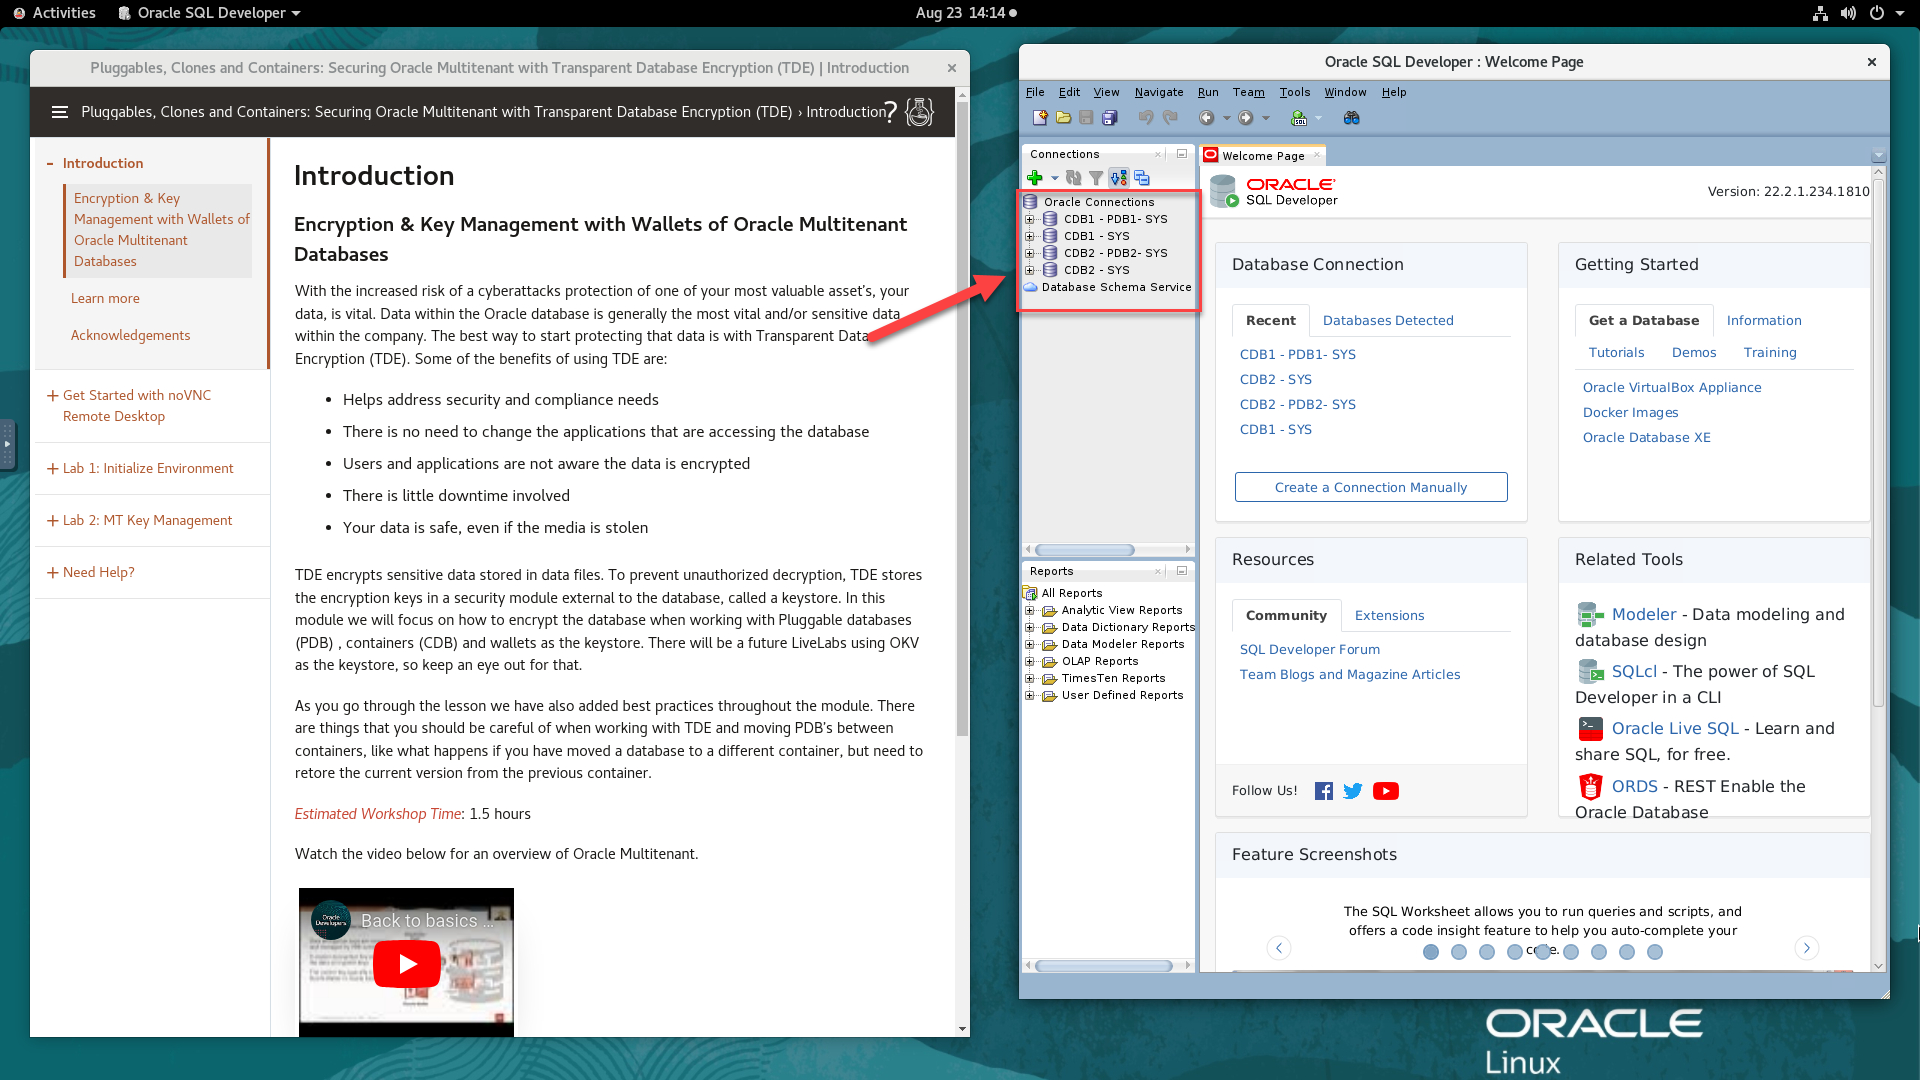 Activities
Oracle SQL Developer
Aug 23 14:14
Pluggables, Clones and Containers: Securing Oracle Multitenant with Transparent Database Encryption (TDE) | Introduction
Pluggables, Clones and Containers: Securing Oracle Multitenant with Transparent Database Encryption (TDE) › Introduction
?
- Introduction
Encryption & Key
Management with Wallets of
Oracle Multitenant
Databases
Learn more
Acknowledgements
+ Get Started with noVNC
Remote Desktop
+ Lab 1: Initialize Environment
+ Lab 2: MT Key Management
+ Need Help?
Introduction
Encryption & Key Management with Wallets of Oracle Multitenant
Databases
With the increased risk of a cyberattacks protection of one of your most valuable asset's, your
data, is vital. Data within the Oracle database is generally the most vital and/or sensitive data
within the company. The best way to start protecting that data is with Transparent Data
Encryption (TDE). Some of the benefits of using TDE are:
• Helps address security and compliance needs
• There is no need to change the applications that are accessing the database
• Users and applications are not aware the data is encrypted
• There is little downtime involved
• Your data is safe, even if the media is stolen
TDE encrypts sensitive data stored in data files. To prevent unauthorized decryption, TDE stores
the encryption keys in a security module external to the database, called a keystore. In this
module we will focus on how to encrypt the database when working with Pluggable databases
(PDB) , containers (CDB) and wallets as the keystore. There will be a future LiveLabs using OKV
as the keystore, so keep an eye out for that.
As you go through the lesson we have also added best practices throughout the module. There
are things that you should be careful of when working with TDE and moving PDB's between
containers, like what happens if you have moved a database to a different container, but need to
retore the current version from the previous container.
Estimated Workshop Time: 1.5 hours
Watch the video below for an overview of Oracle Multitenant.
Oracle
Developers
Back to basics ...
Oracle SQL Developer : Welcome Page
File Edit View Navigate Run Team Tools Window Help
Connections
Oracle Connections
CDB1 - PDB1- SYS
CDB1 - SYS
CDB2 - PDB2- SYS
CDB2 - SYS
Database Schema Service
Reports
All Reports
Analytic View Reports
Data Dictionary Reports
Data Modeler Reports
OLAP Reports
TimesTen Reports
User Defined Reports
Welcome Page
ORACLE
SQL Developer
Version: 22.2.1.234.1810
Database Connection
Recent
Databases Detected
CDB1 - PDB1- SYS
CDB2 - SYS
CDB2 - PDB2- SYS
CDB1 - SYS
Create a Connection Manually
Getting Started
Get a Database
Information
Tutorials
Demos
Training
Oracle VirtualBox Appliance
Docker Images
Oracle Database XE
Resources
Community
Extensions
SQL Developer Forum
Team Blogs and Magazine Articles
Follow Us!
Related Tools
Modeler - Data modeling and
database design
SQLcl - The power of SQL
Developer in a CLI
Oracle Live SQL - Learn and
share SQL, for free.
ORDS - REST Enable the
Oracle Database
Feature Screenshots
The SQL Worksheet allows you to run queries and scripts, and
offers a code insight feature to help you auto-complete your
code.
ORACLE
Linux